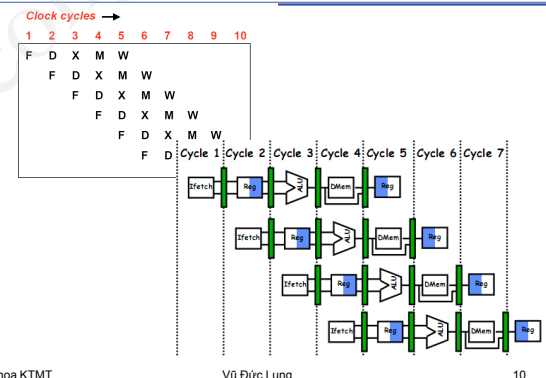 Clock cycles
1 2 3 4 5 6 7 8 9 10
F D X M W
F D X M W
F D X M W
F D X M W
F D X M W
F D
Cycle 1 Cycle 2 Cycle 3 Cycle 4 Cycle 5 Cycle 6 Cycle 7
Ifetch Reg ALU DMem Reg
Ifetch Reg ALU DMem Reg
Ifetch Reg ALU DMem Reg
Ifetch Reg ALU DMem Reg
hoa KTMT Vũ Đức Lung 10